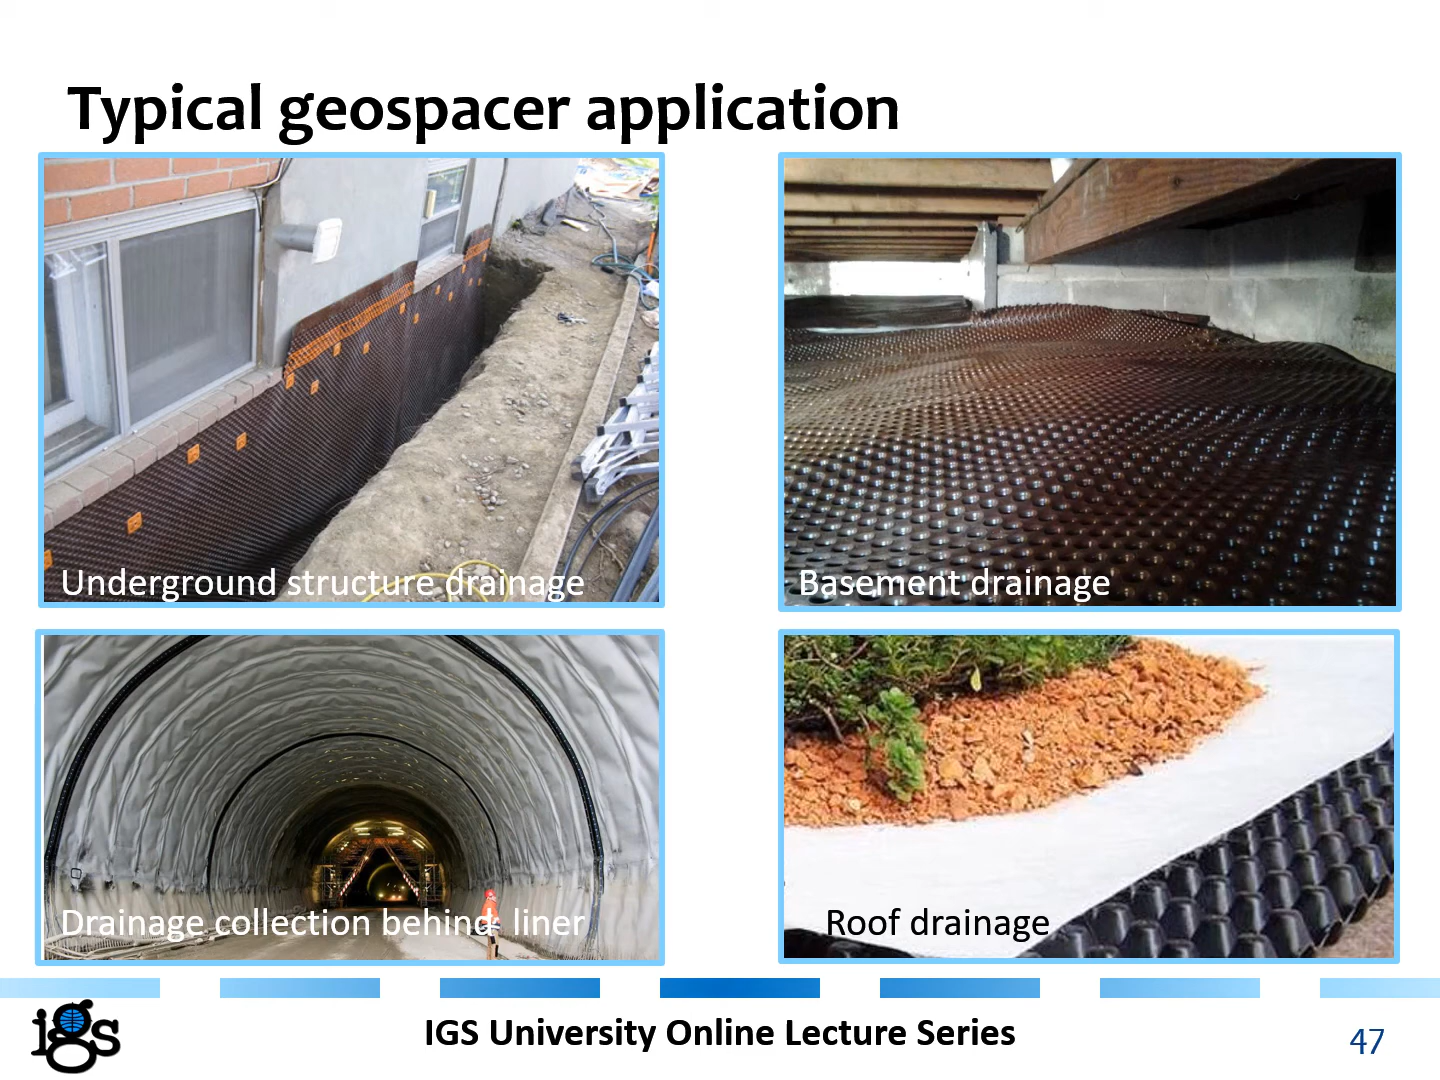 Typical geospacer application
Underground structure drainage
Basement drainage
Drainage collection behind liner
Roof drainage
igs
IGS University Online Lecture Series
47